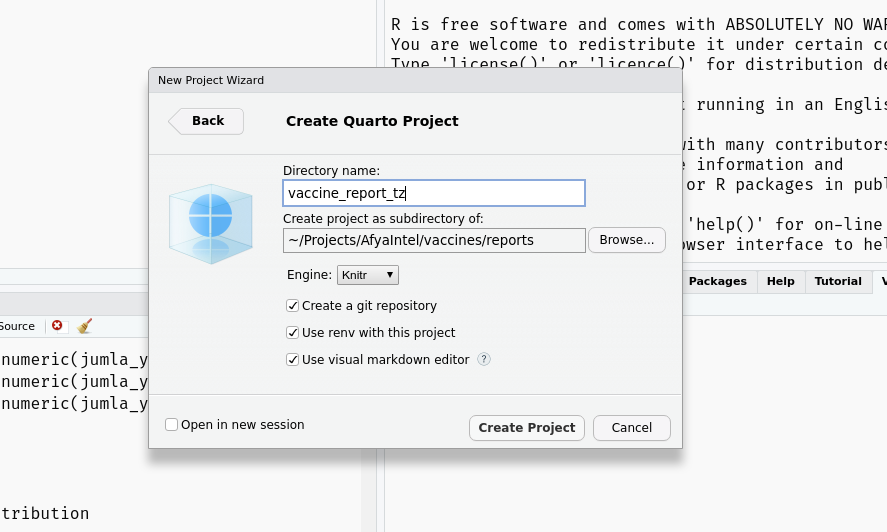 R is free software and comes with ABSOLUTELY NO WAR
You are welcome to redistribute it under certain co
Type 'license()' or 'licence()' for distribution de
running in an Englis
with many contributors
information and
or R packages in publ
'help()' for on-line
wser interface to hel
New Project Wizard
Back
Create Quarto Project
Directory name:
vaccine_report_tz
Create project as subdirectory of:
~/Projects/AfyaIntel/vaccines/reports
Browse...
Engine: Knitr
Create a git repository
Use renv with this project
Use visual markdown editor ?
Open in new session
Create Project
Cancel
Packages
Help
Tutorial
V
Source
numeric(jumla_y
numeric(jumla_y
numeric(jumla_y
tribution